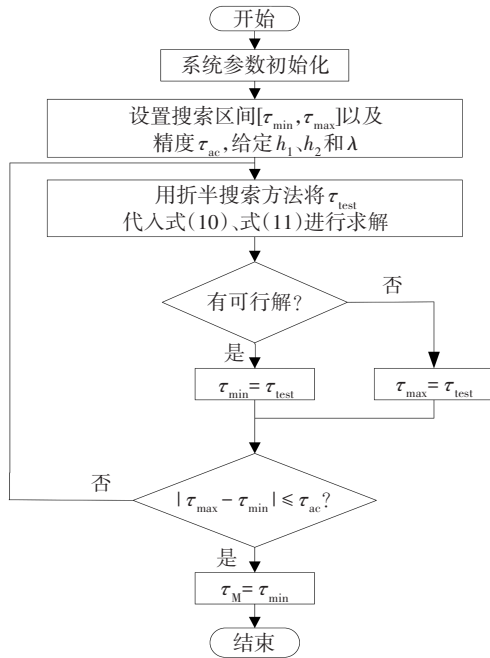 开始
系统参数初始化
设置搜索区间[τmin,τmax]以及
精度τac,给定h1、h2和λ
用折半搜索方法将τtest
代入式(10)、式(11)进行求解
有可行解?
否
是
τmin=τtest
τmax=τtest
否
|τmax-τmin|≤τac?
是
τM=τmin
结束